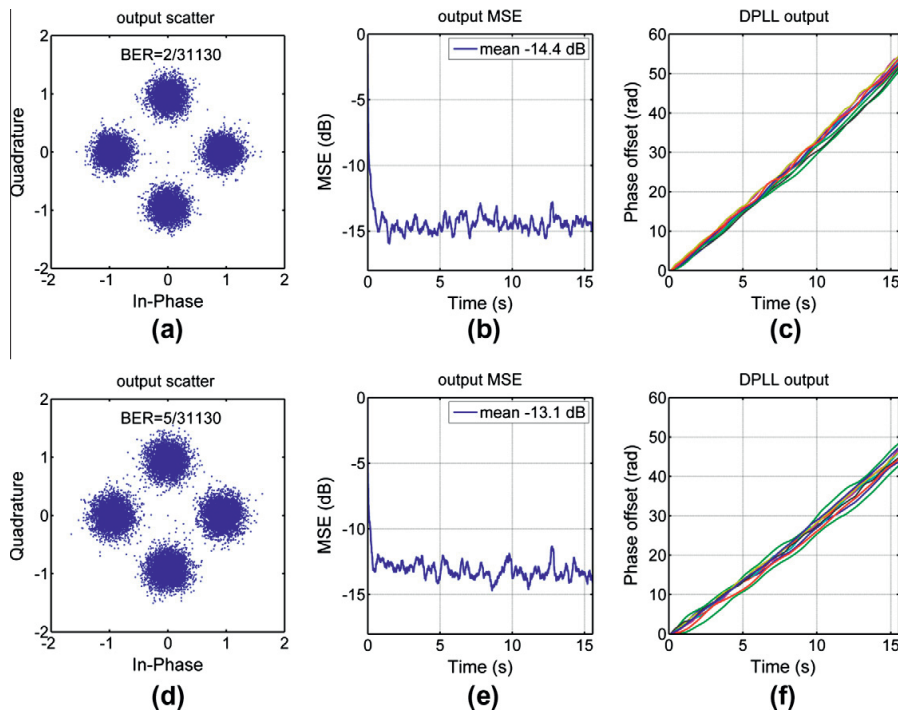 output scatter
BER=2/31130
2
1
0
-1
-2
Quadrature
-2 -1 0 1 2
In-Phase
(a)
output MSE
mean -14.4 dB
0
-5
-10
-15
MSE (dB)
0 5 10 15
Time (s)
(b)
DPLL output
60
50
40
30
20
10
0
Phase offset (rad)
0 5 10 15
Time (s)
(c)
output scatter
BER=5/31130
2
1
0
-1
-2
Quadrature
-2 -1 0 1 2
In-Phase
(d)
output MSE
mean -13.1 dB
0
-5
-10
-15
MSE (dB)
0 5 10 15
Time (s)
(e)
DPLL output
60
50
40
30
20
10
0
Phase offset (rad)
0 5 10 15
Time (s)
(f)